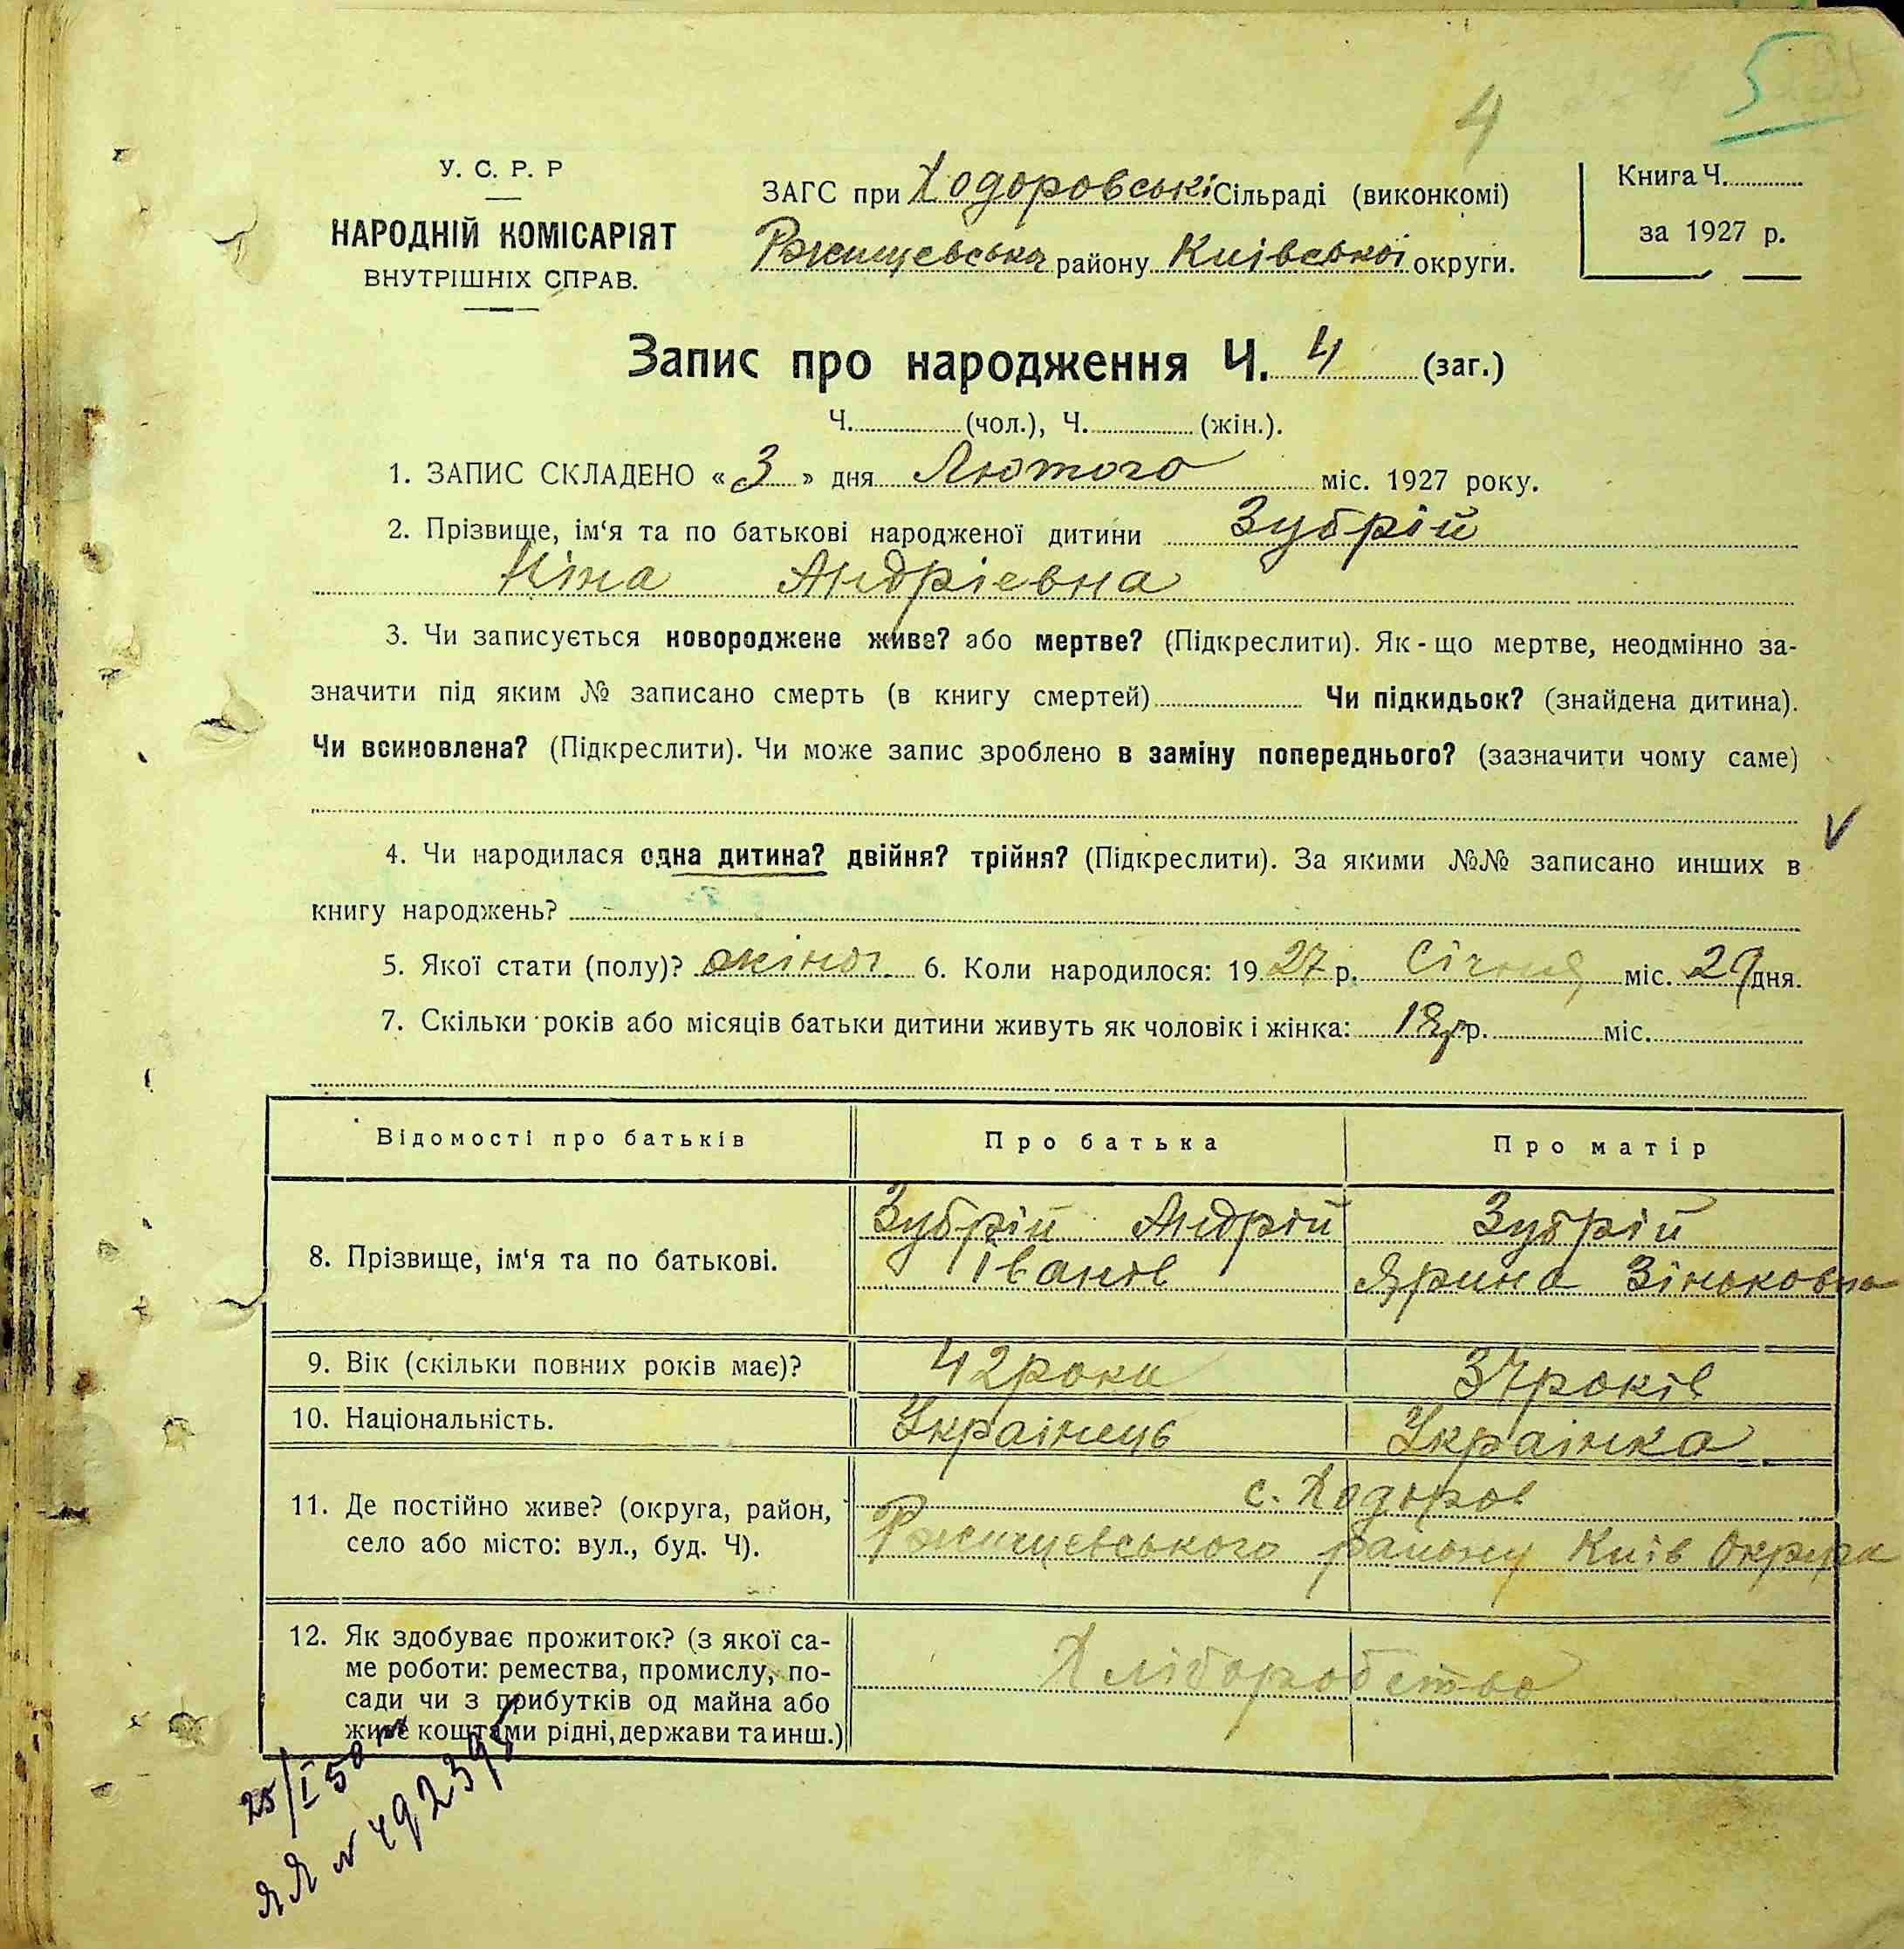 5
4
У. С. Р. Р
НАРОДНІЙ КОМІСАРІЯТ
ВНУТРІШНІХ СПРАВ.
ЗАГС при Ходоровські Сільраді (виконкомі)
Ржищевська району Київської округи.
Книга Ч.
за 1927 р.
Запис про народження Ч. 4 (заг.)
Ч. (чол.), Ч. (жін.).
1. ЗАПИС СКЛАДЕНО «3» дня Лютого міс. 1927 року.
2. Прізвище, ім‘я та по батькові народженої дитини Зубрій
Ніна Андріевна
3. Чи записується новороджене живе? або мертве? (Підкреслити). Як-що мертве, неодмінно за-
значити під яким № записано смерть (в книгу смертей) Чи підкидьок? (знайдена дитина).
Чи всиновлена? (Підкреслити). Чи може запис зроблено в заміну попереднього? (зазначити чому саме)
4. Чи народилася одна дитина? двійня? трійня? (Підкреслити). За якими №№ записано инших в
книгу народжень?
5. Якої стати (полу)? жіноч. 6. Коли народилося: 1927 р. Січня міс. 29 дня.
7. Скільки років або місяців батьки дитини живуть як чоловік і жінка: р. міс.
Відомості про батьків Про батька Про матір
8. Прізвище, ім‘я та по батькові.
Зубрій Андрій
Іванів
Зубрій
Ярина Зіньковна
9. Вік (скільки повних років має)? 42 роки 37 років
10. Національність. Украінець Украінка
11. Де постійно живе? (округа, район,
село або місто: вул., буд. Ч).
с. Ходоров
Ржищевського району Київ Округи
12. Як здобуває прожиток? (з якої са-
ме роботи: ремества, промислу, по-
сади чи з прибутків од майна або
живе коштами рідні, держави та инш.)
Хліборобство
25/I 50